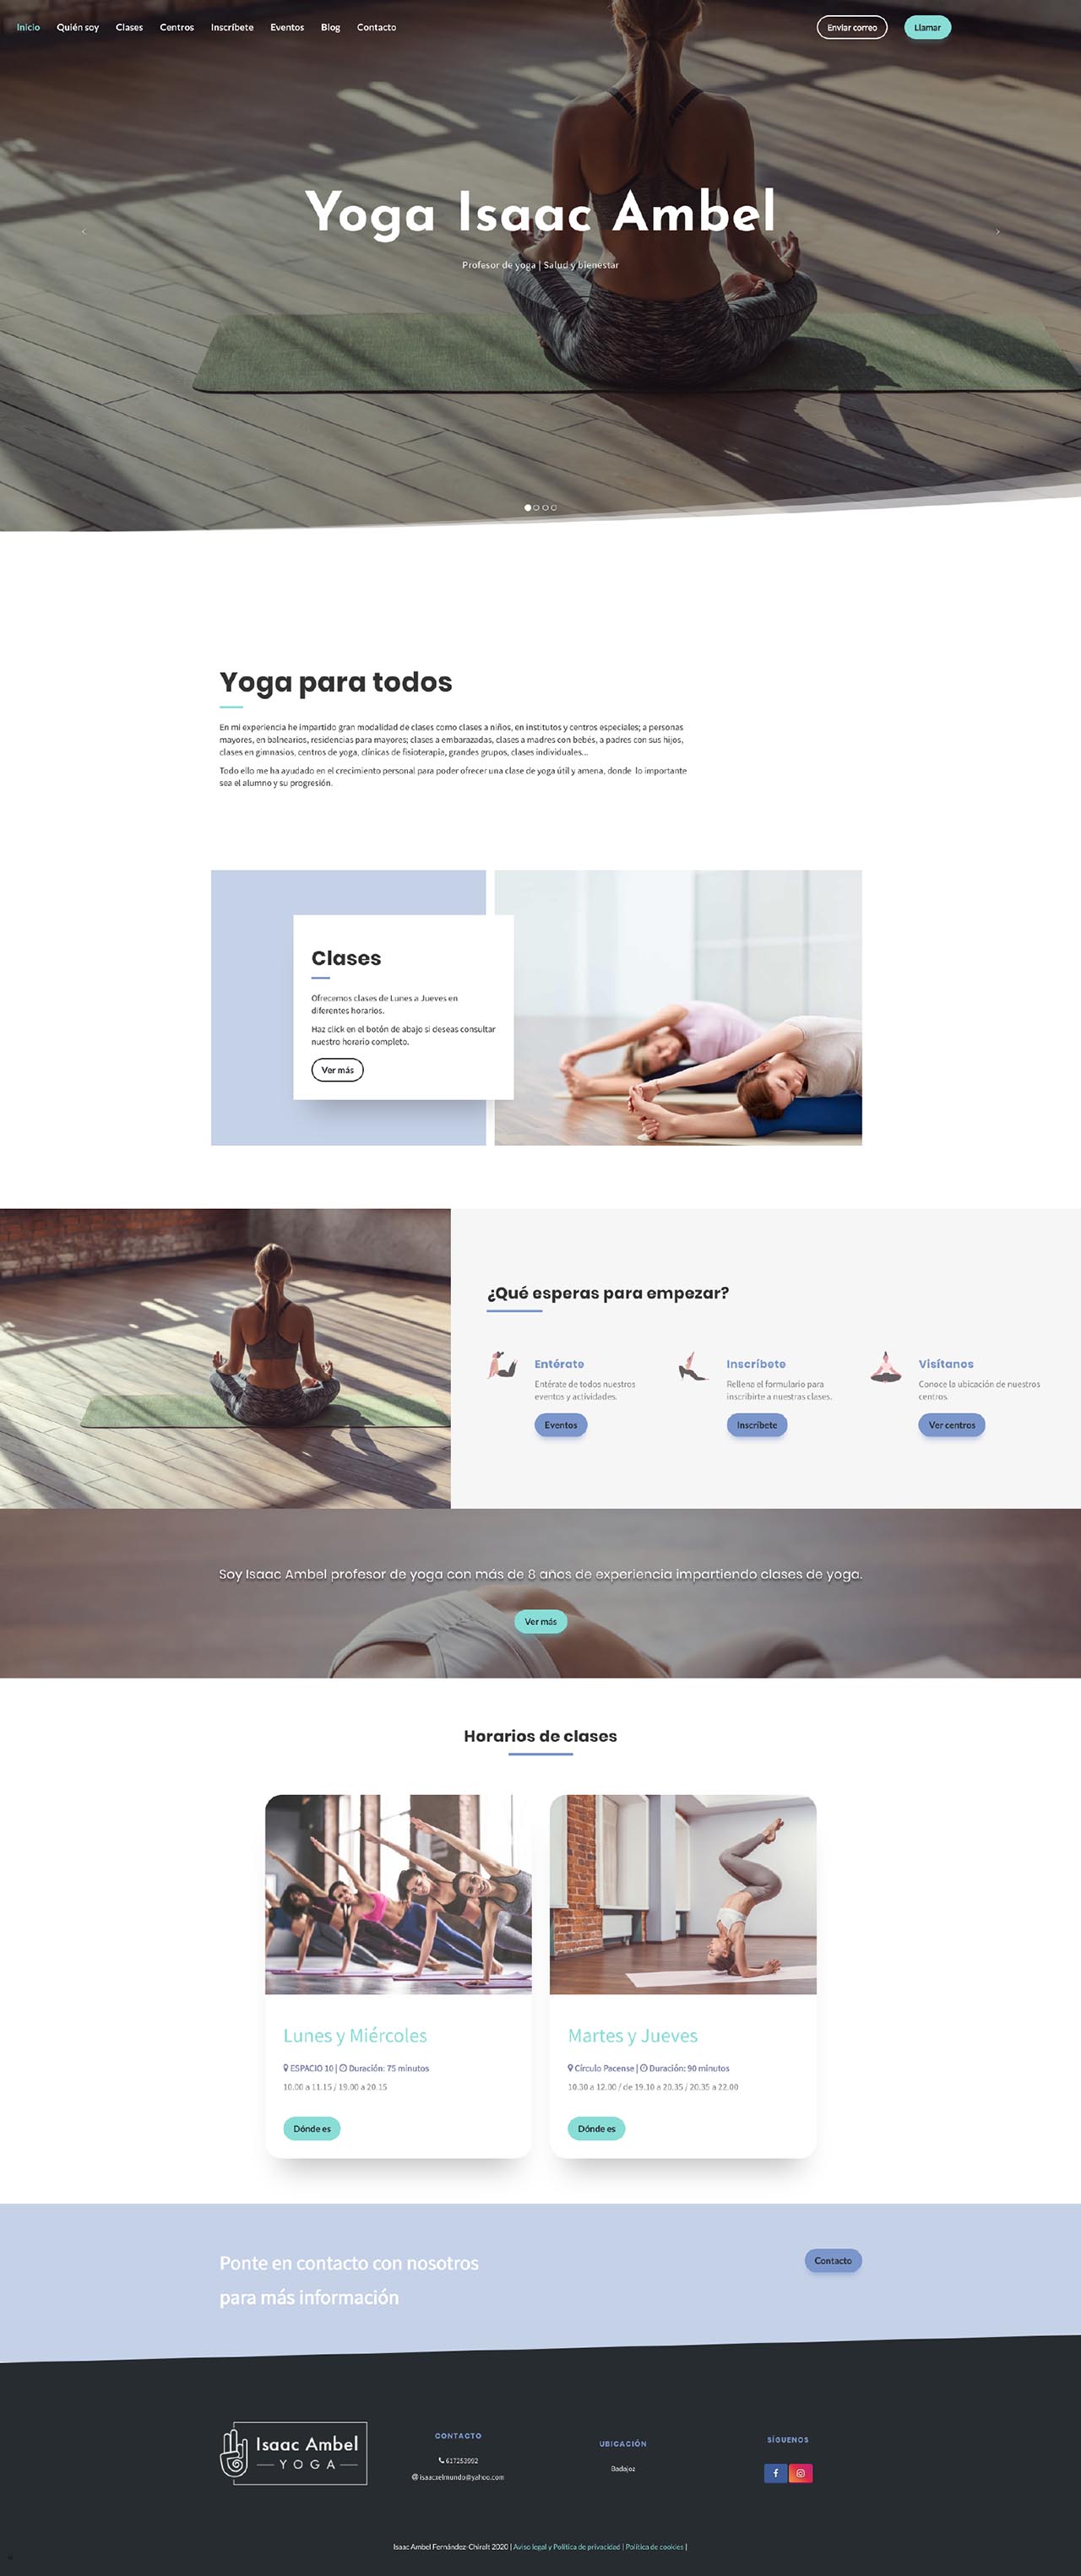 Inicio Quién soy Clases Centros Inscríbete Eventos Blog Contacto Enviar correo Llamar
Yoga Isaac Ambel
Profesor de yoga | Salud y bienestar
Yoga para todos
En mi experiencia he impartido gran modalidad de clases como clases a niños, en institutos y centros especiales; a personas
mayores, en balnearios, residencias para mayores; clases a embarazadas, clases a madres con bebés, a padres con sus hijos,
clases en gimnasios, centros de yoga, clínicas de fisioterapia, grandes grupos, clases individuales...
Todo ello me ha ayudado en el crecimiento personal para poder ofrecer una clase de yoga útil y amena, donde lo importante
sea el alumno y su progresión.
Clases
Ofrecemos clases de Lunes a Jueves en
diferentes horarios.
Haz click en el botón de abajo si deseas consultar
nuestro horario completo.
Ver más
¿Qué esperas para empezar?
Entérate
Entérate de todos nuestros
eventos y actividades.
Eventos
Inscríbete
Rellena el formulario para
inscribirte a nuestras clases.
Inscríbete
Visítanos
Conoce la ubicación de nuestros
centros.
Ver centros
Soy Isaac Ambel profesor de yoga con más de 8 años de experiencia impartiendo clases de yoga.
Ver más
Horarios de clases
Lunes y Miércoles
ESPACIO 10 | Duración: 75 minutos
10.00 a 11.15 / 19.00 a 20.15
Dónde es
Martes y Jueves
Círculo Pacense | Duración: 90 minutos
10.30 a 12.00 / de 19.10 a 20.35 / 20.35 a 22.00
Dónde es
Ponte en contacto con nosotros
para más información
Contacto
Isaac Ambel
YOGA
CONTACTO
617253992
isaacxelmundo@yahoo.com
UBICACIÓN
Badajoz
SÍGUENOS
Isaac Ambel Fernández-Chiralt 2020 | Aviso legal y Política de privacidad | Política de cookies |